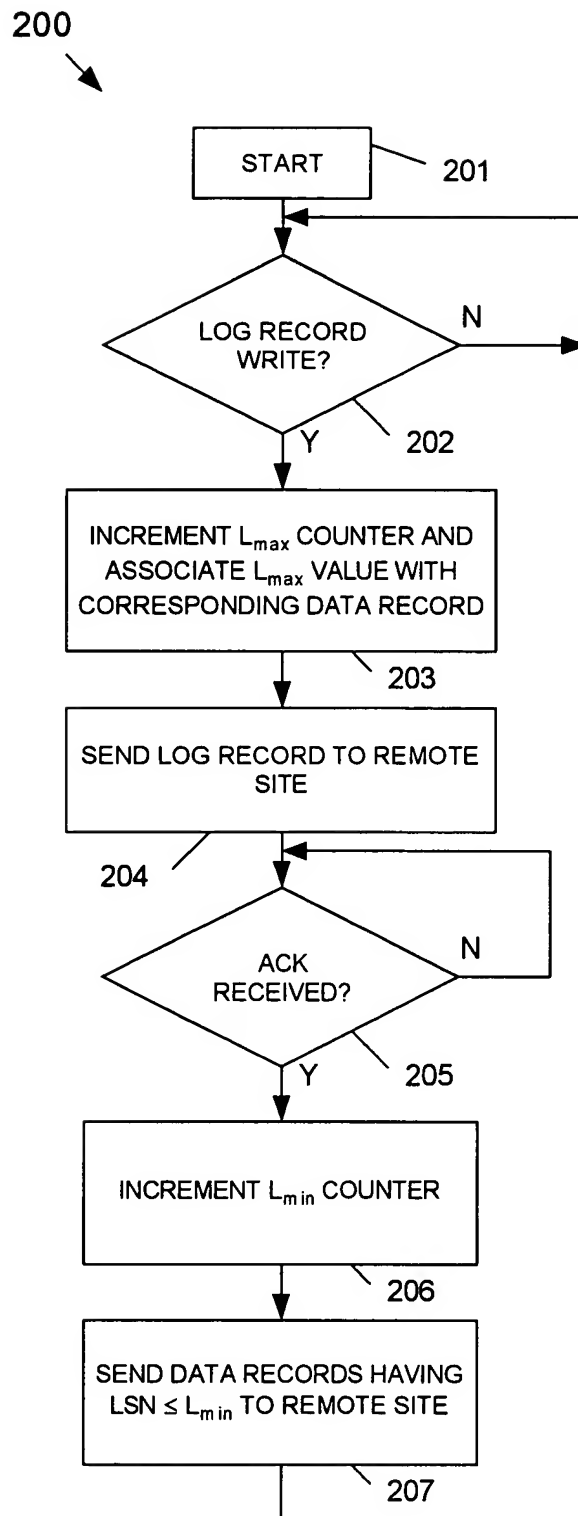 200
START
201
LOG RECORD
WRITE?
N
202
Y
INCREMENT Lmax COUNTER AND
ASSOCIATE Lmax VALUE WITH
CORRESPONDING DATA RECORD
203
SEND LOG RECORD TO REMOTE
SITE
204
ACK
RECEIVED?
N
205
Y
INCREMENT Lmin COUNTER
206
SEND DATA RECORDS HAVING
LSN ≤ Lmin TO REMOTE SITE
207